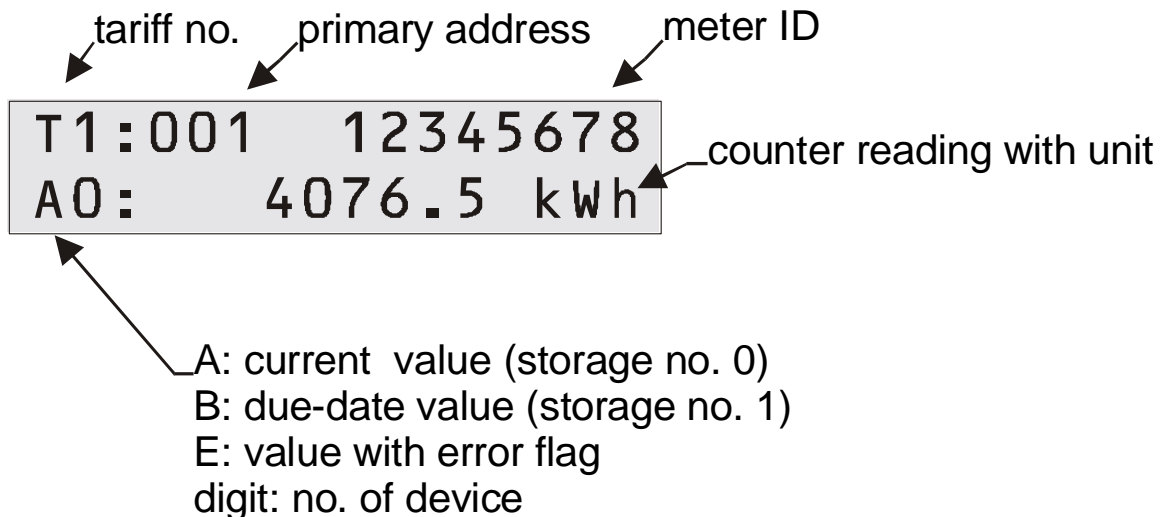 tariff no. primary address meter ID
T1:001 12345678
counter reading with unit
A0: 4076.5 kWh
A: current value (storage no. 0)
B: due-date value (storage no. 1)
E: value with error flag
digit: no. of device